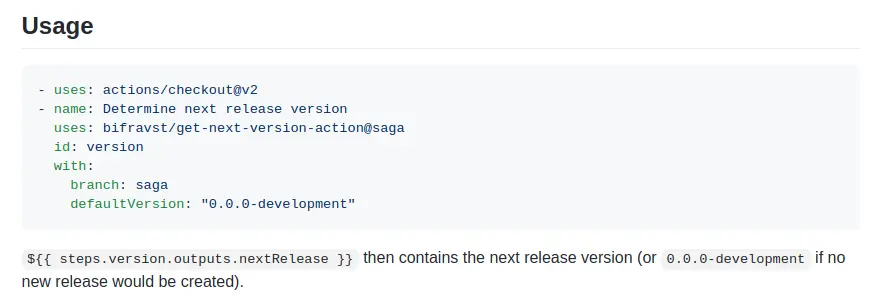 Usage
- uses: actions/checkout@v2
- name: Determine next release version
  uses: bifravst/get-next-version-action@saga
  id: version
  with:
    branch: saga
    defaultVersion: "0.0.0-development"
${{ steps.version.outputs.nextRelease }} then contains the next release version (or 0.0.0-development if no
new release would be created).